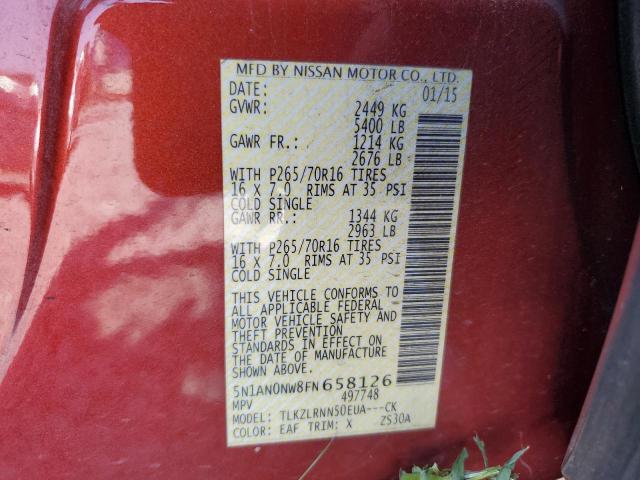 MFD BY NISSAN MOTOR CO., LTD.
DATE: 01/15
GVWR: 2449 KG
5400 LB
GAWR FR.: 1214 KG
2676 LB
WITH P265/70R16 TIRES
16 X 7.0 RIMS AT 35 PSI
COLD SINGLE
GAWR RR.: 1344 KG
2963 LB
WITH P265/70R16 TIRES
16 X 7.0 RIMS AT 35 PSI
COLD SINGLE
THIS VEHICLE CONFORMS TO
ALL APPLICABLE FEDERAL
MOTOR VEHICLE SAFETY AND
THEFT PREVENTION
STANDARDS IN EFFECT ON
THE DATE OF MANUFACTURE
SHOWN ABOVE.
5N1AN0NW8FN658126
MPV 497748
MODEL: TLKZLRNN50EUA---CK
COLOR: EAF TRIM: X ZS30A